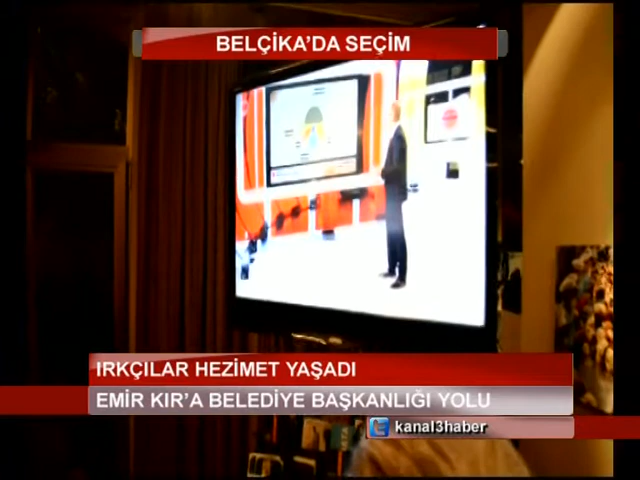 BELÇİKA'DA SEÇİM
IRKÇILAR HEZİMET YAŞADI
EMİR KIR'A BELEDİYE BAŞKANLIĞI YOLU
kanal3haber